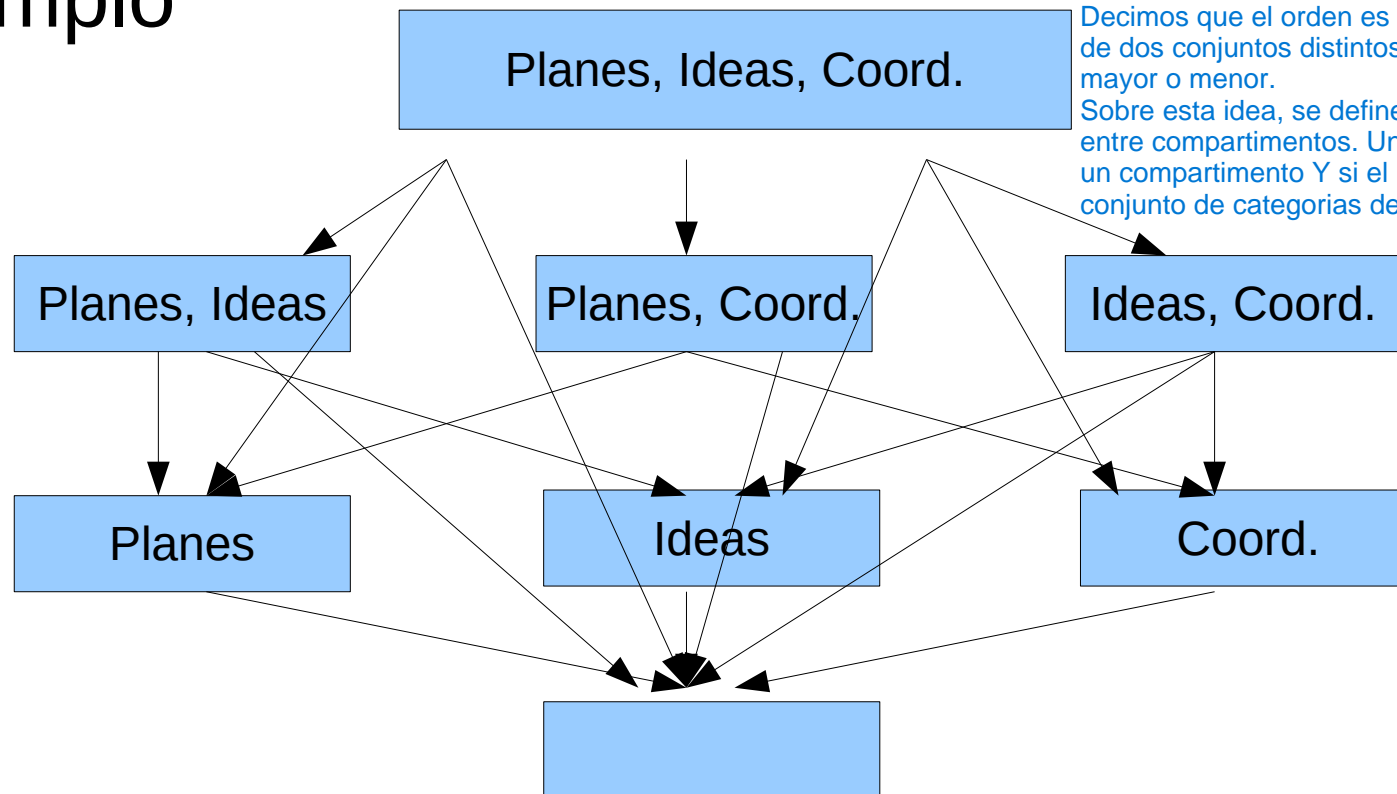 mplo
Planes, Ideas, Coord.
Decimos que el orden es
de dos conjuntos distintos
mayor o menor.
Sobre esta idea, se define
entre compartimentos. Un
un compartimento Y si el
conjunto de categorias de
Planes, Ideas
Planes, Coord.
Ideas, Coord.
Planes
Ideas
Coord.